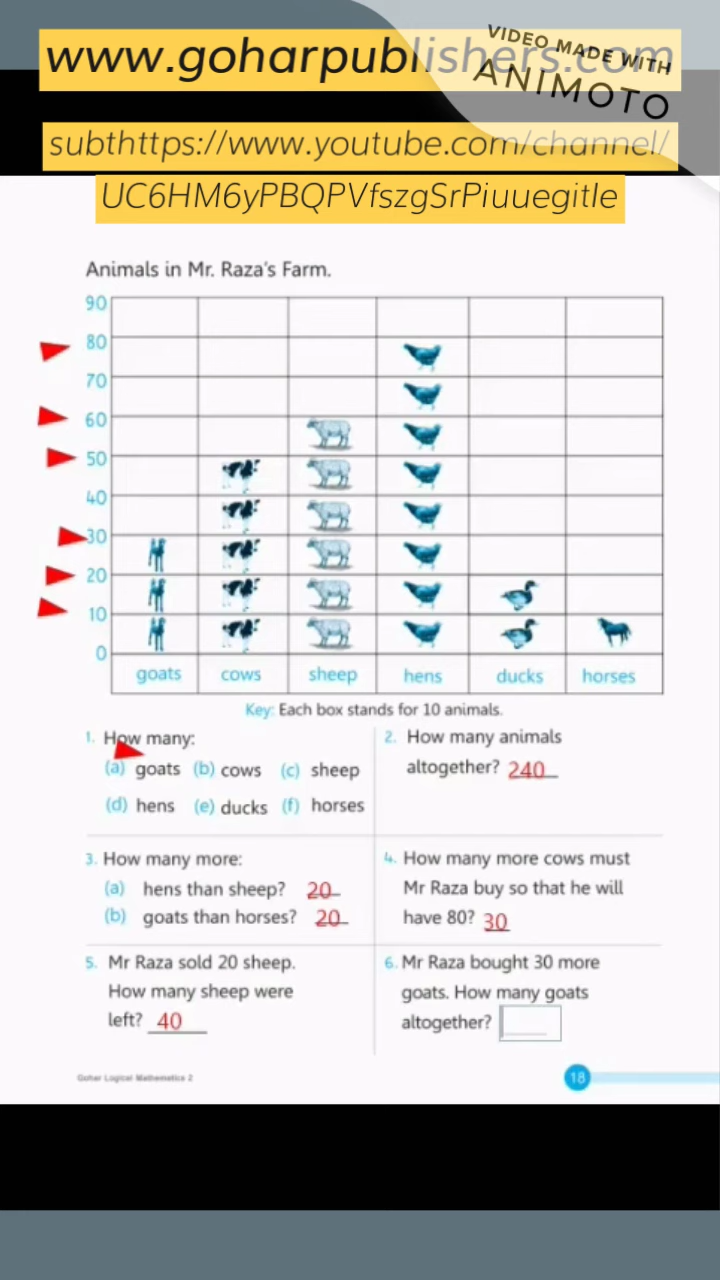 www.goharpublishers.com
VIDEO MADE WITH
ANIMOTO
subthttps://www.youtube.com/channel/
UC6HM6yPBQPVfszgSrPiuuegitle
Animals in Mr. Raza's Farm.
90
80
70
60
50
40
30
20
10
0
goats cows sheep hens ducks horses
Key: Each box stands for 10 animals.
1. How many:
(a) goats (b) cows (c) sheep
(d) hens (e) ducks (f) horses
2. How many animals
altogether? 240
3. How many more:
(a) hens than sheep? 20
(b) goats than horses? 20
4. How many more cows must
Mr Raza buy so that he will
have 80? 30
5. Mr Raza sold 20 sheep.
How many sheep were
left? 40
6. Mr Raza bought 30 more
goats. How many goats
altogether?
Gohar Logical Mathematics 2
18